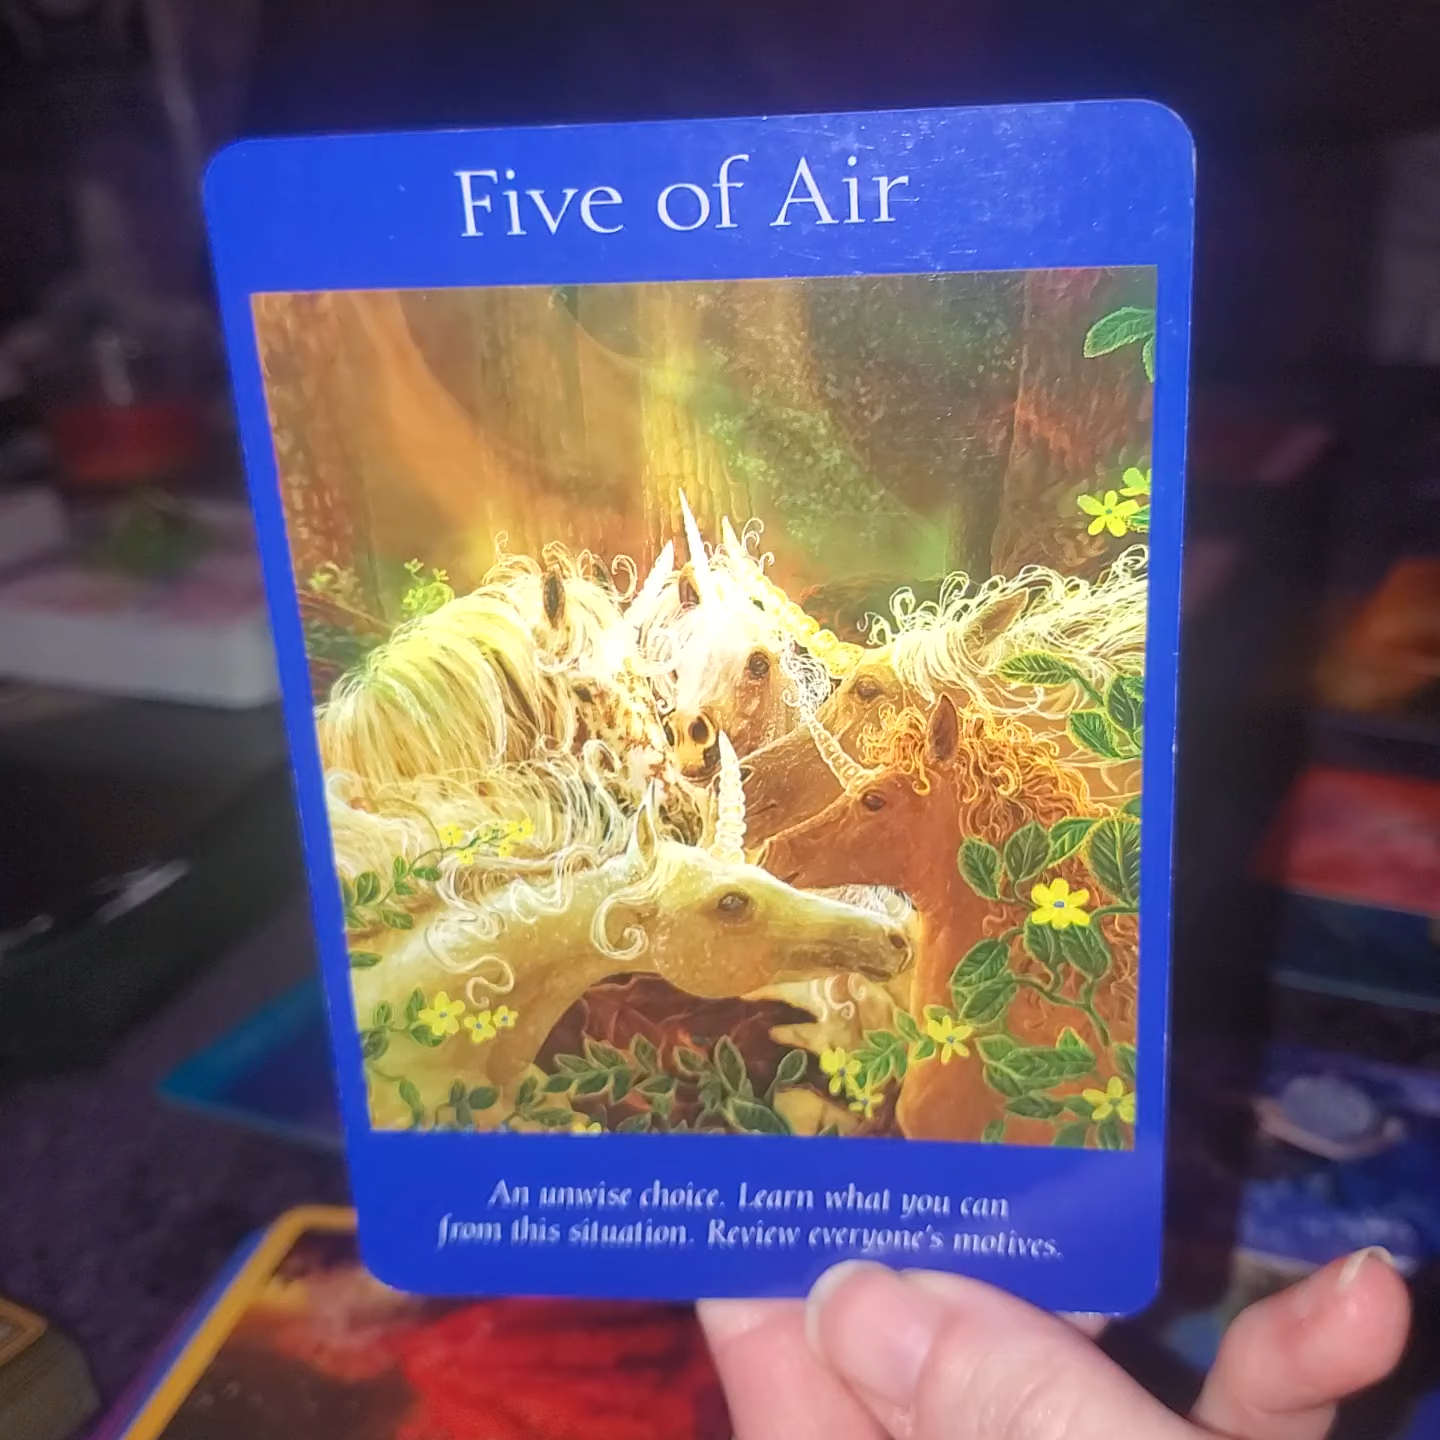 Five of Air
An unwise choice. Learn what you can
from this situation. Review everyone's motives.